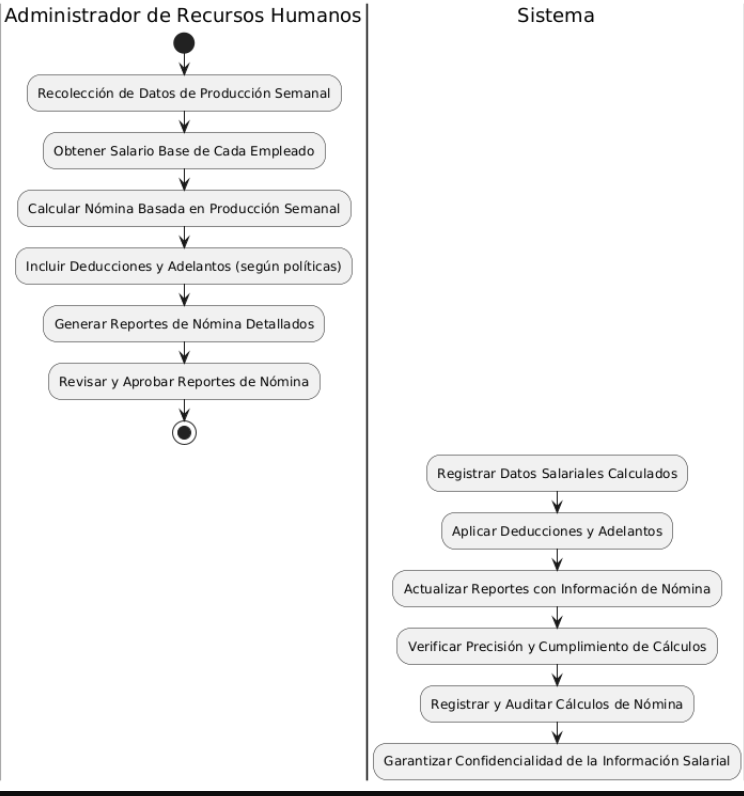 Administrador de Recursos Humanos
Sistema
Recolección de Datos de Producción Semanal
Obtener Salario Base de Cada Empleado
Calcular Nómina Basada en Producción Semanal
Incluir Deducciones y Adelantos (según políticas)
Generar Reportes de Nómina Detallados
Revisar y Aprobar Reportes de Nómina
Registrar Datos Salariales Calculados
Aplicar Deducciones y Adelantos
Actualizar Reportes con Información de Nómina
Verificar Precisión y Cumplimiento de Cálculos
Registrar y Auditar Cálculos de Nómina
Garantizar Confidencialidad de la Información Salarial